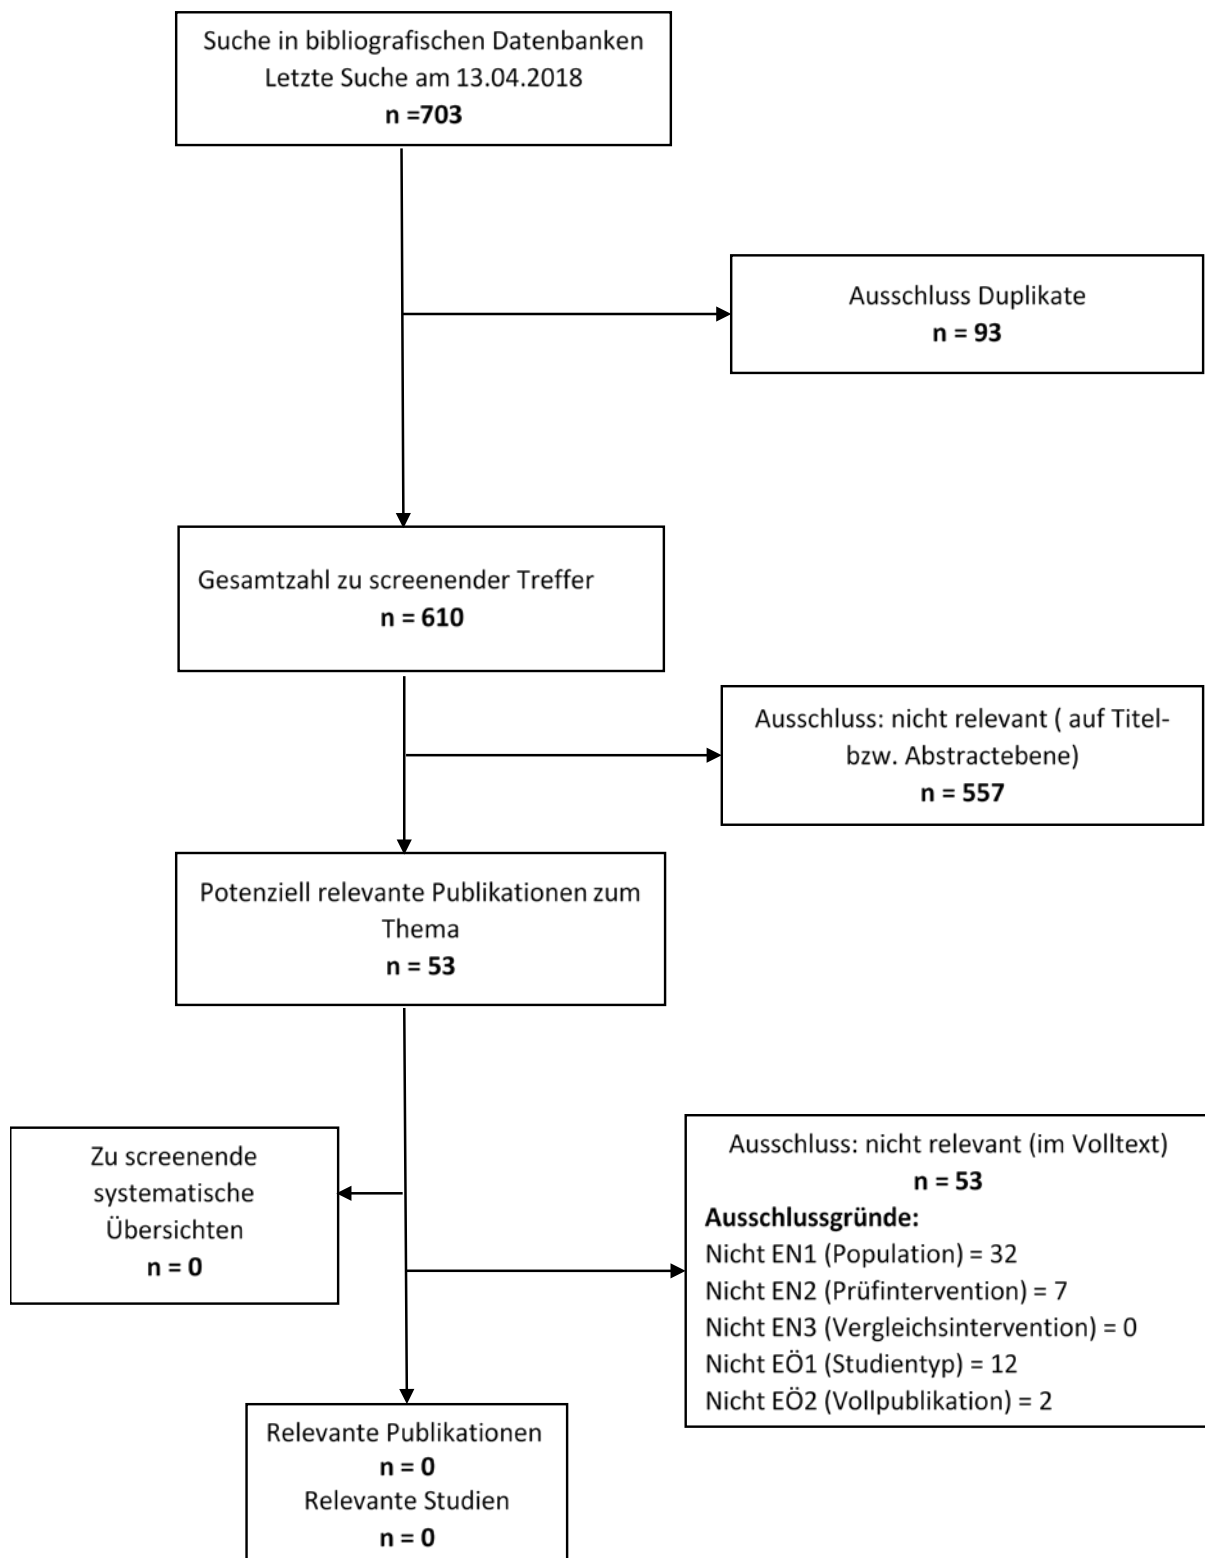 Suche in bibliografischen Datenbanken
Letzte Suche am 13.04.2018
n =703
Ausschluss Duplikate
n = 93
Gesamtzahl zu screenender Treffer
n = 610
Ausschluss: nicht relevant ( auf Titel-
bzw. Abstractebene)
n = 557
Potenziell relevante Publikationen zum
Thema
n = 53
Zu screenende
systematische
Übersichten
n = 0
Ausschluss: nicht relevant (im Volltext)
n = 53
Ausschlussgründe:
Nicht EN1 (Population) = 32
Nicht EN2 (Prüfintervention) = 7
Nicht EN3 (Vergleichsintervention) = 0
Nicht EÖ1 (Studientyp) = 12
Nicht EÖ2 (Vollpublikation) = 2
Relevante Publikationen
n = 0
Relevante Studien
n = 0